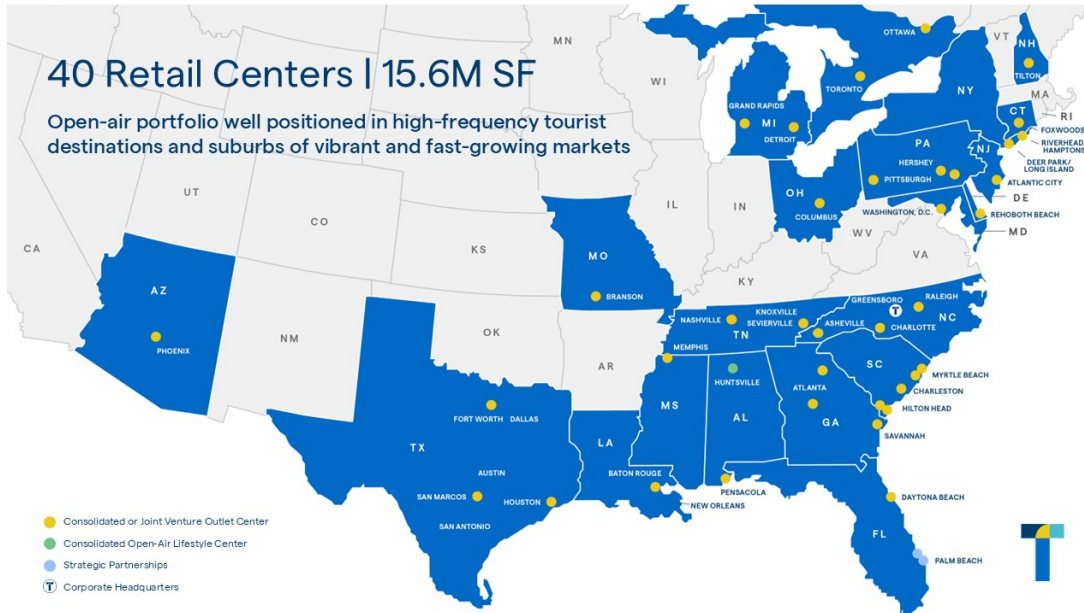 40 Retail Centers | 15.6M SF
Open-air portfolio well positioned in high-frequency tourist
destinations and suburbs of vibrant and fast-growing markets
MN
WI
OTTAWA
VT
NH
TILTON
TORONTO
NY
MA
GRAND RAPIDS
MI
DETROIT
CT
RI
FOXWOODS
RIVERHEAD/
HAMPTONS
DEER PARK/
LONG ISLAND
PA
NJ
HERSHEY
PITTSBURGH
ATLANTIC CITY
OH
COLUMBUS
WASHINGTON, D.C.
DE
REHOBOTH BEACH
MD
UT
CO
CA
KS
IL
IN
WV
VA
KY
MO
BRANSON
AZ
PHOENIX
NM
OK
AR
GREENSBORO
T
RALEIGH
NC
NASHVILLE
KNOXVILLE
SEVIERVILLE
TN
ASHEVILLE
CHARLOTTE
MEMPHIS
SC
MYRTLE BEACH
HUNTSVILLE
ATLANTA
CHARLESTON
HILTON HEAD
MS
AL
GA
SAVANNAH
FORT WORTH
DALLAS
TX
LA
AUSTIN
BATON ROUGE
PENSACOLA
SAN MARCOS
HOUSTON
NEW ORLEANS
DAYTONA BEACH
SAN ANTONIO
FL
PALM BEACH
Consolidated or Joint Venture Outlet Center
Consolidated Open-Air Lifestyle Center
Strategic Partnerships
T Corporate Headquarters
T